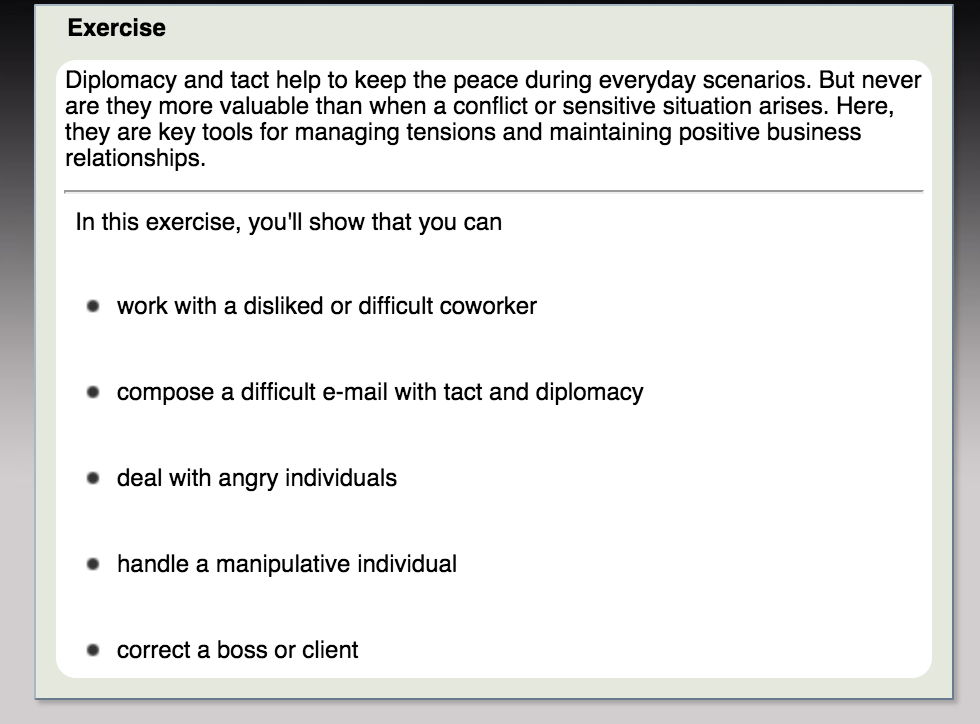 Exercise
Diplomacy and tact help to keep the peace during everyday scenarios. But never
are they more valuable than when a conflict or sensitive situation arises. Here,
they are key tools for managing tensions and maintaining positive business
relationships.
In this exercise, you'll show that you can
work with a disliked or difficult coworker
compose a difficult e-mail with tact and diplomacy
deal with angry individuals
handle a manipulative individual
correct a boss or client